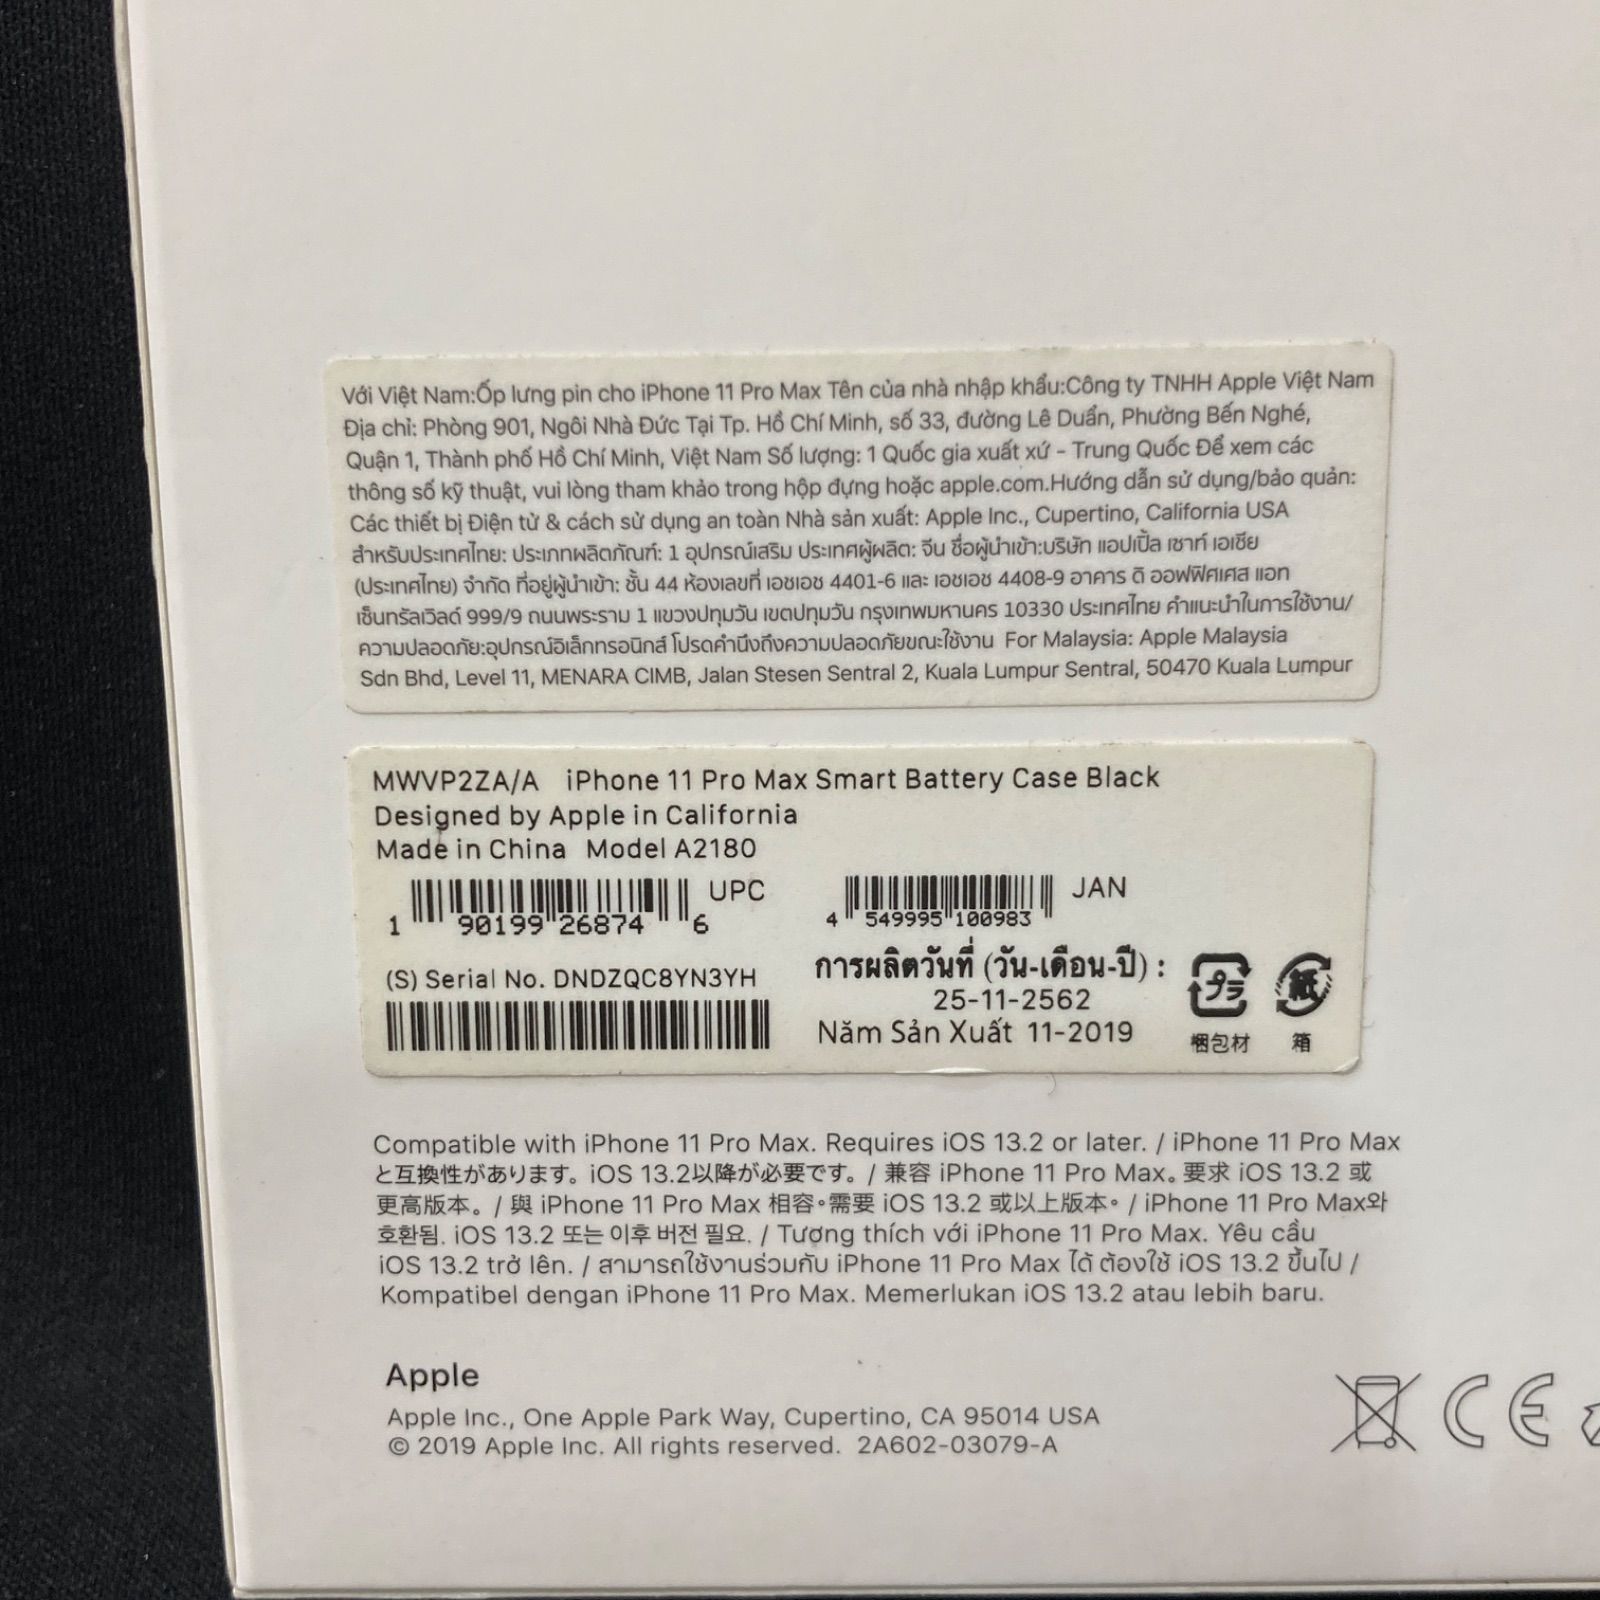 Với Việt Nam:Ốp lưng pin cho iPhone 11 Pro Max Tên của nhà nhập khẩu:Công ty TNHH Apple Việt Nam
Địa chỉ: Phòng 901, Ngôi Nhà Đức Tại Tp. Hồ Chí Minh, số 33, đường Lê Duẩn, Phường Bến Nghé,
Quận 1, Thành phố Hồ Chí Minh, Việt Nam Số lượng: 1 Quốc gia xuất xứ - Trung Quốc Để xem các
thông số kỹ thuật, vui lòng tham khảo trong hộp đựng hoặc apple.com.Hướng dẫn sử dụng/bảo quản:
Các thiết bị Điện tử & cách sử dụng an toàn Nhà sản xuất: Apple Inc., Cupertino, California USA
สำหรับประเทศไทย: ประเภทผลิตภัณฑ์: 1 อุปกรณ์เสริม ประเทศผู้ผลิต: จีน ชื่อผู้นำเข้า:บริษัท แอปเปิ้ล เซาท์ เอเชีย
(ประเทศไทย) จำกัด ที่อยู่ผู้นำเข้า: ชั้น 44 ห้องเลขที่ เอชเอช 4401-6 และ เอชเอช 4408-9 อาคาร ดิ ออฟฟิศเศส แอท
เซ็นทรัลเวิลด์ 999/9 ถนนพระราม 1 แขวงปทุมวัน เขตปทุมวัน กรุงเทพมหานคร 10330 ประเทศไทย คำแนะนำในการใช้งาน/
ความปลอดภัย:อุปกรณ์อิเล็กทรอนิกส์ โปรดคำนึงถึงความปลอดภัยขณะใช้งาน For Malaysia: Apple Malaysia
Sdn Bhd, Level 11, MENARA CIMB, Jalan Stesen Sentral 2, Kuala Lumpur Sentral, 50470 Kuala Lumpur
MWVP2ZA/A iPhone 11 Pro Max Smart Battery Case Black
Designed by Apple in California
Made in China Model A2180
UPC
1 90199 26874 6
JAN
4 549995 100983
(S) Serial No. DNDZQC8YN3YH
การผลิตวันที่ (วัน-เดือน-ปี) :
25-11-2562
Năm Sản Xuất 11-2019
プラ
紙
梱包材
箱
Compatible with iPhone 11 Pro Max. Requires iOS 13.2 or later. / iPhone 11 Pro Max
と互換性があります。iOS 13.2以降が必要です。/ 兼容 iPhone 11 Pro Max。要求 iOS 13.2 或
更高版本。/ 與 iPhone 11 Pro Max 相容。需要 iOS 13.2 或以上版本。/ iPhone 11 Pro Max와
호환됨. iOS 13.2 또는 이후 버전 필요. / Tượng thích với iPhone 11 Pro Max. Yêu cầu
iOS 13.2 trở lên. / สามารถใช้งานร่วมกับ iPhone 11 Pro Max ได้ ต้องใช้ iOS 13.2 ขึ้นไป /
Kompatibel dengan iPhone 11 Pro Max. Memerlukan iOS 13.2 atau lebih baru.
Apple
Apple Inc., One Apple Park Way, Cupertino, CA 95014 USA
© 2019 Apple Inc. All rights reserved. 2A602-03079-A
CE